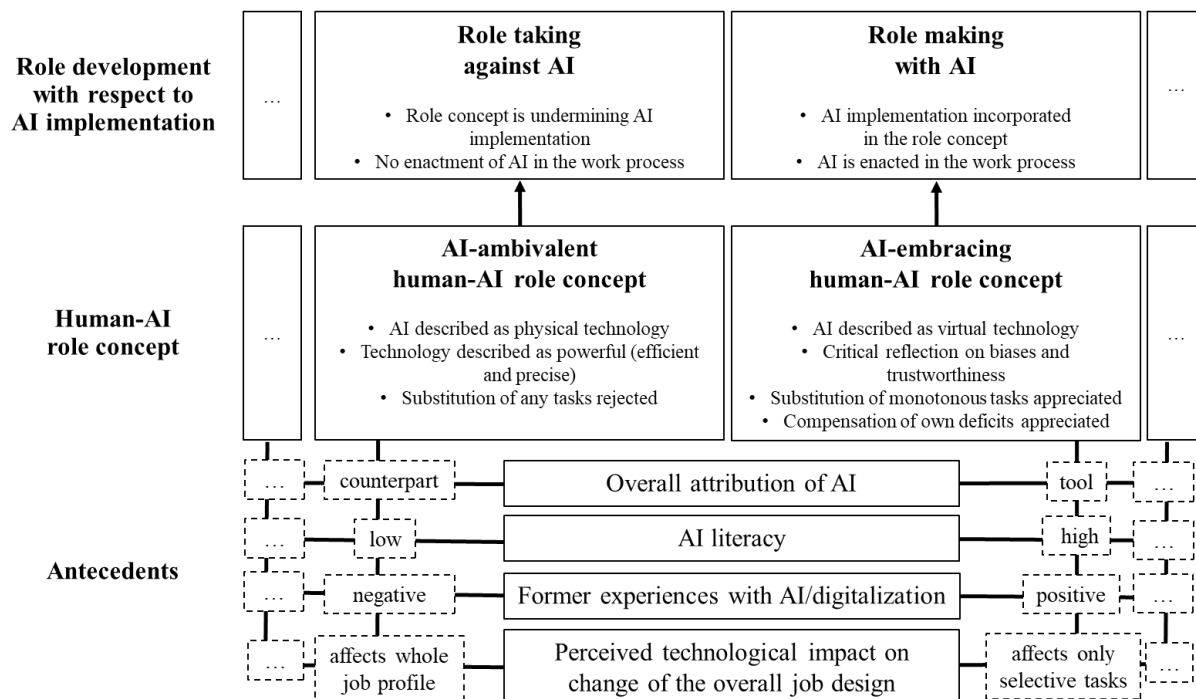 Role development
with respect to
AI implementation
…
Role taking
against AI
• Role concept is undermining AI
implementation
• No enactment of AI in the work process
Role making
with AI
• AI implementation incorporated
in the role concept
• AI is enacted in the work process
…
Human-AI
role concept
…
AI-ambivalent
human-AI role concept
• AI described as physical technology
• Technology described as powerful (efficient
and precise)
• Substitution of any tasks rejected
AI-embracing
human-AI role concept
• AI described as virtual technology
• Critical reflection on biases and
trustworthiness
• Substitution of monotonous tasks appreciated
• Compensation of own deficits appreciated
…
Antecedents
… counterpart Overall attribution of AI tool …
… low AI literacy high …
… negative Former experiences with AI/digitalization positive …
…
affects whole
job profile
Perceived technological impact on
change of the overall job design
affects only
selective tasks
…